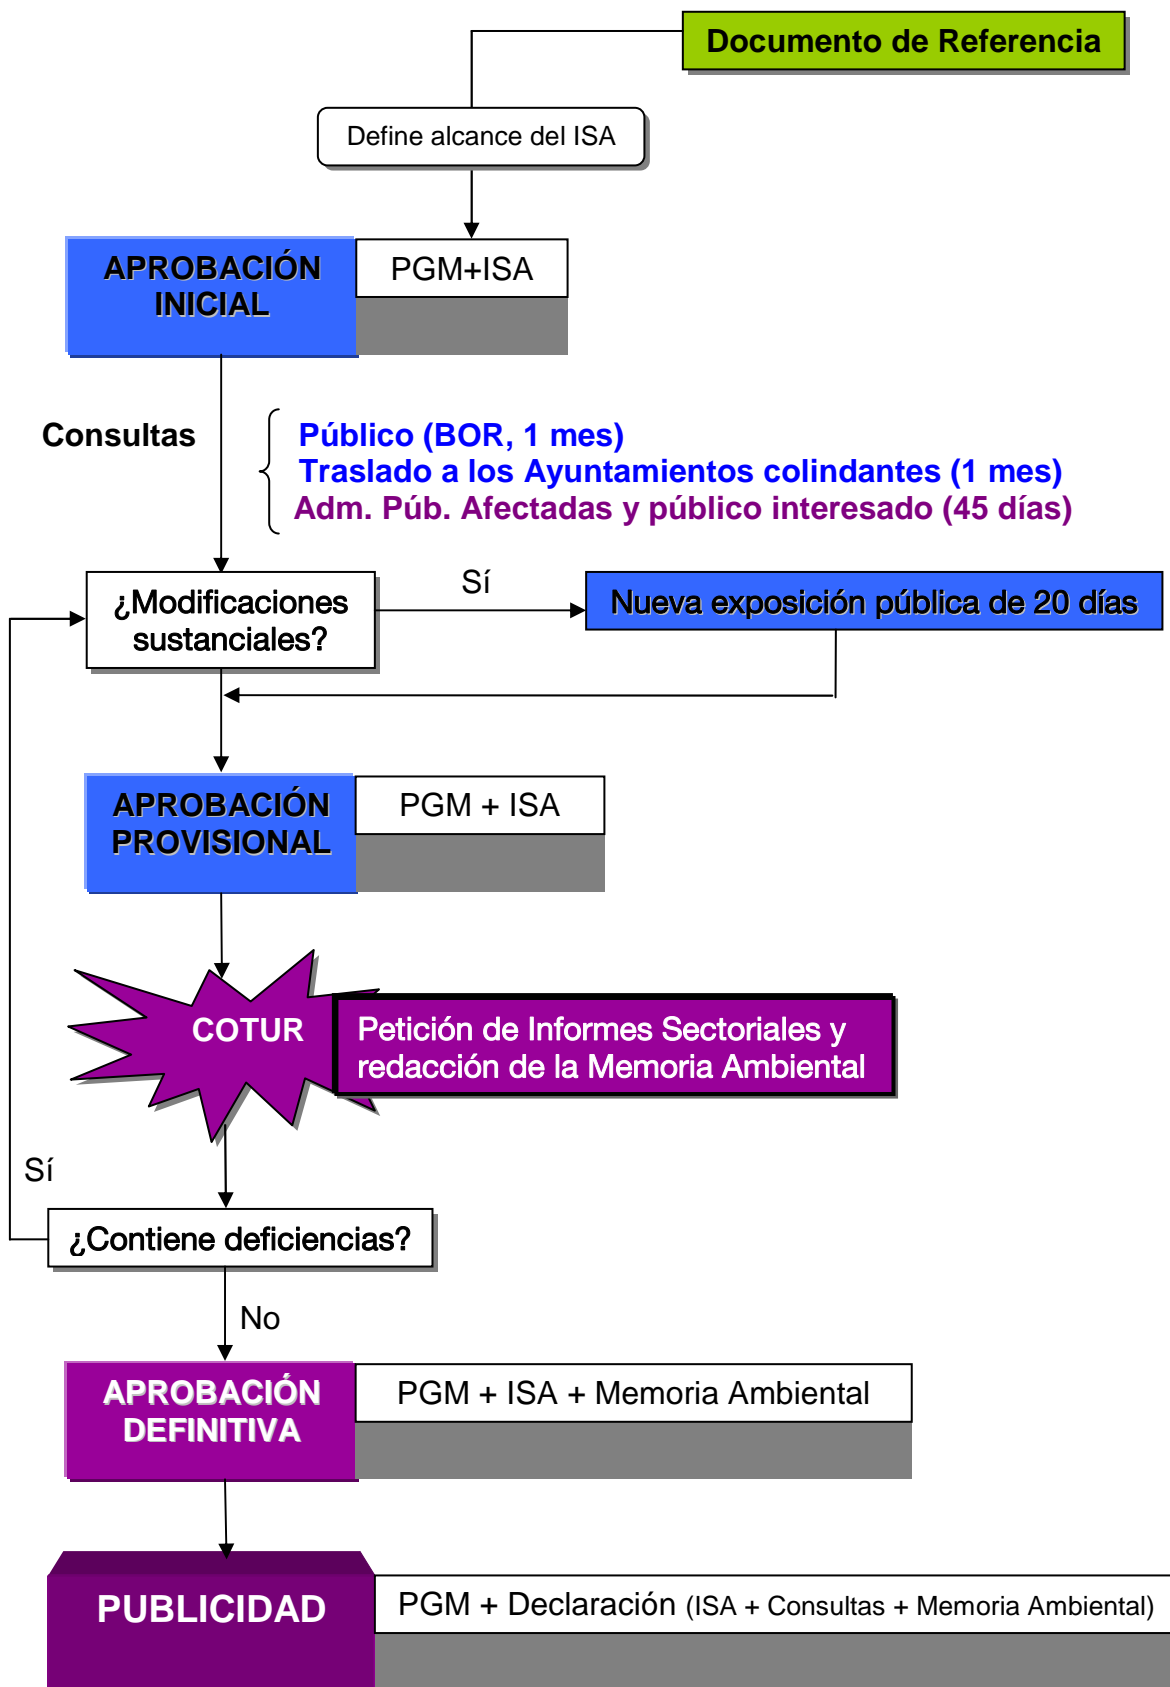 Documento de Referencia
Define alcance del ISA
APROBACIÓN
INICIAL
PGM+ISA
Consultas
Público (BOR, 1 mes)
Traslado a los Ayuntamientos colindantes (1 mes)
Adm. Púb. Afectadas y público interesado (45 días)
¿Modificaciones
sustanciales?
Sí
Nueva exposición pública de 20 días
APROBACIÓN
PROVISIONAL
PGM + ISA
COTUR
Petición de Informes Sectoriales y
redacción de la Memoria Ambiental
Sí
¿Contiene deficiencias?
No
APROBACIÓN
DEFINITIVA
PGM + ISA + Memoria Ambiental
PUBLICIDAD
PGM + Declaración (ISA + Consultas + Memoria Ambiental)